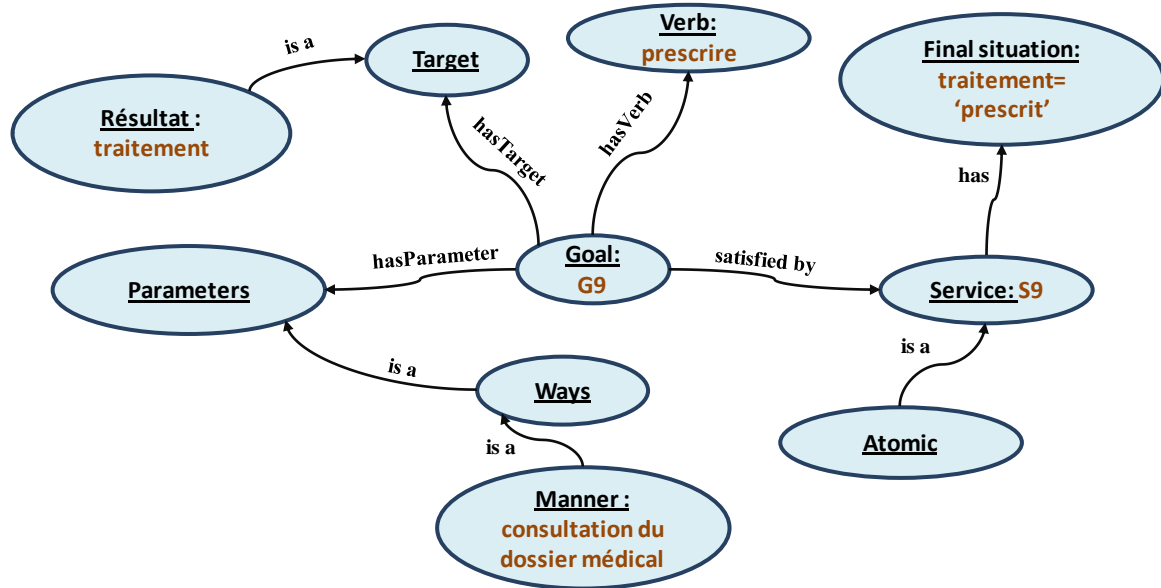 is a
Target
Verb:
prescrire
Final situation:
traitement=
‘prescrit’
Résultat :
traitement
hasTarget
hasVerb
has
hasParameter
Goal:
G9
satisfied by
Parameters
Service: S9
is a
Ways
is a
is a
Atomic
Manner :
consultation du
dossier médical